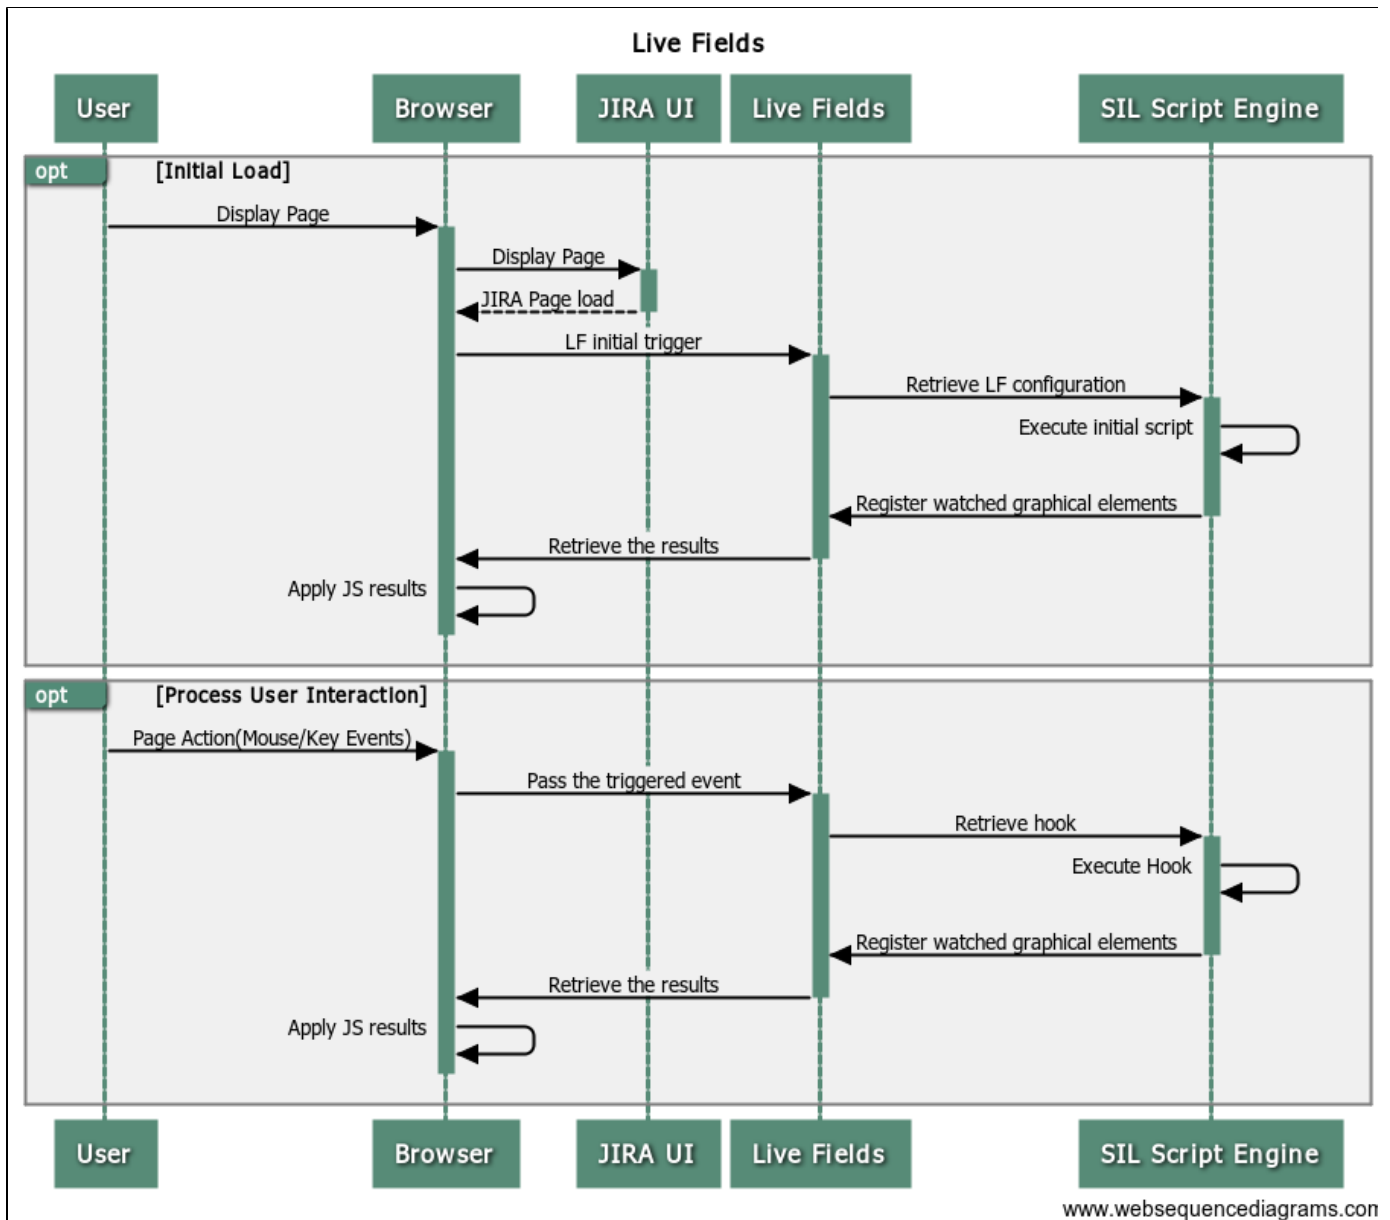 Live Fields
User
Browser
JIRA UI
Live Fields
SIL Script Engine
opt
[Initial Load]
Display Page
Display Page
JIRA Page load
LF initial trigger
Retrieve LF configuration
Execute initial script
Register watched graphical elements
Retrieve the results
Apply JS results
opt
[Process User Interaction]
Page Action(Mouse/Key Events)
Pass the triggered event
Retrieve hook
Execute Hook
Register watched graphical elements
Retrieve the results
Apply JS results
User
Browser
JIRA UI
Live Fields
SIL Script Engine
www.websequencediagrams.com